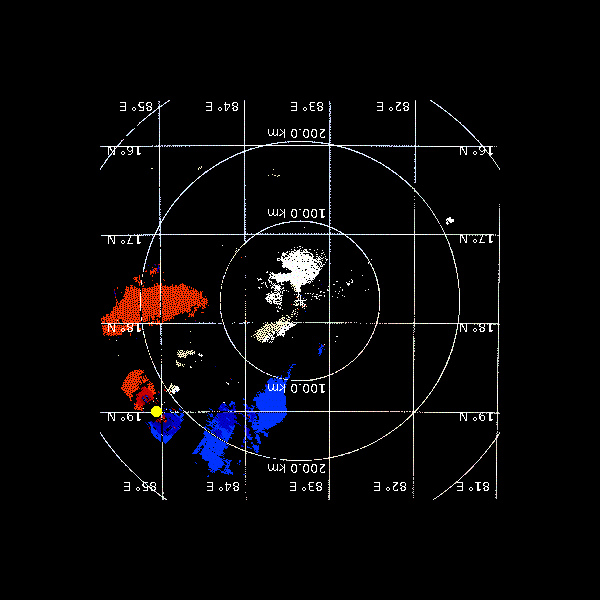 81° E 82° E 83° E 84° E 85° E
200.0 km
19° N 19° N
100.0 km
18° N 18° N
17° N 17° N
100.0 km
16° N 16° N
200.0 km
82° E 83° E 84° E 85° E